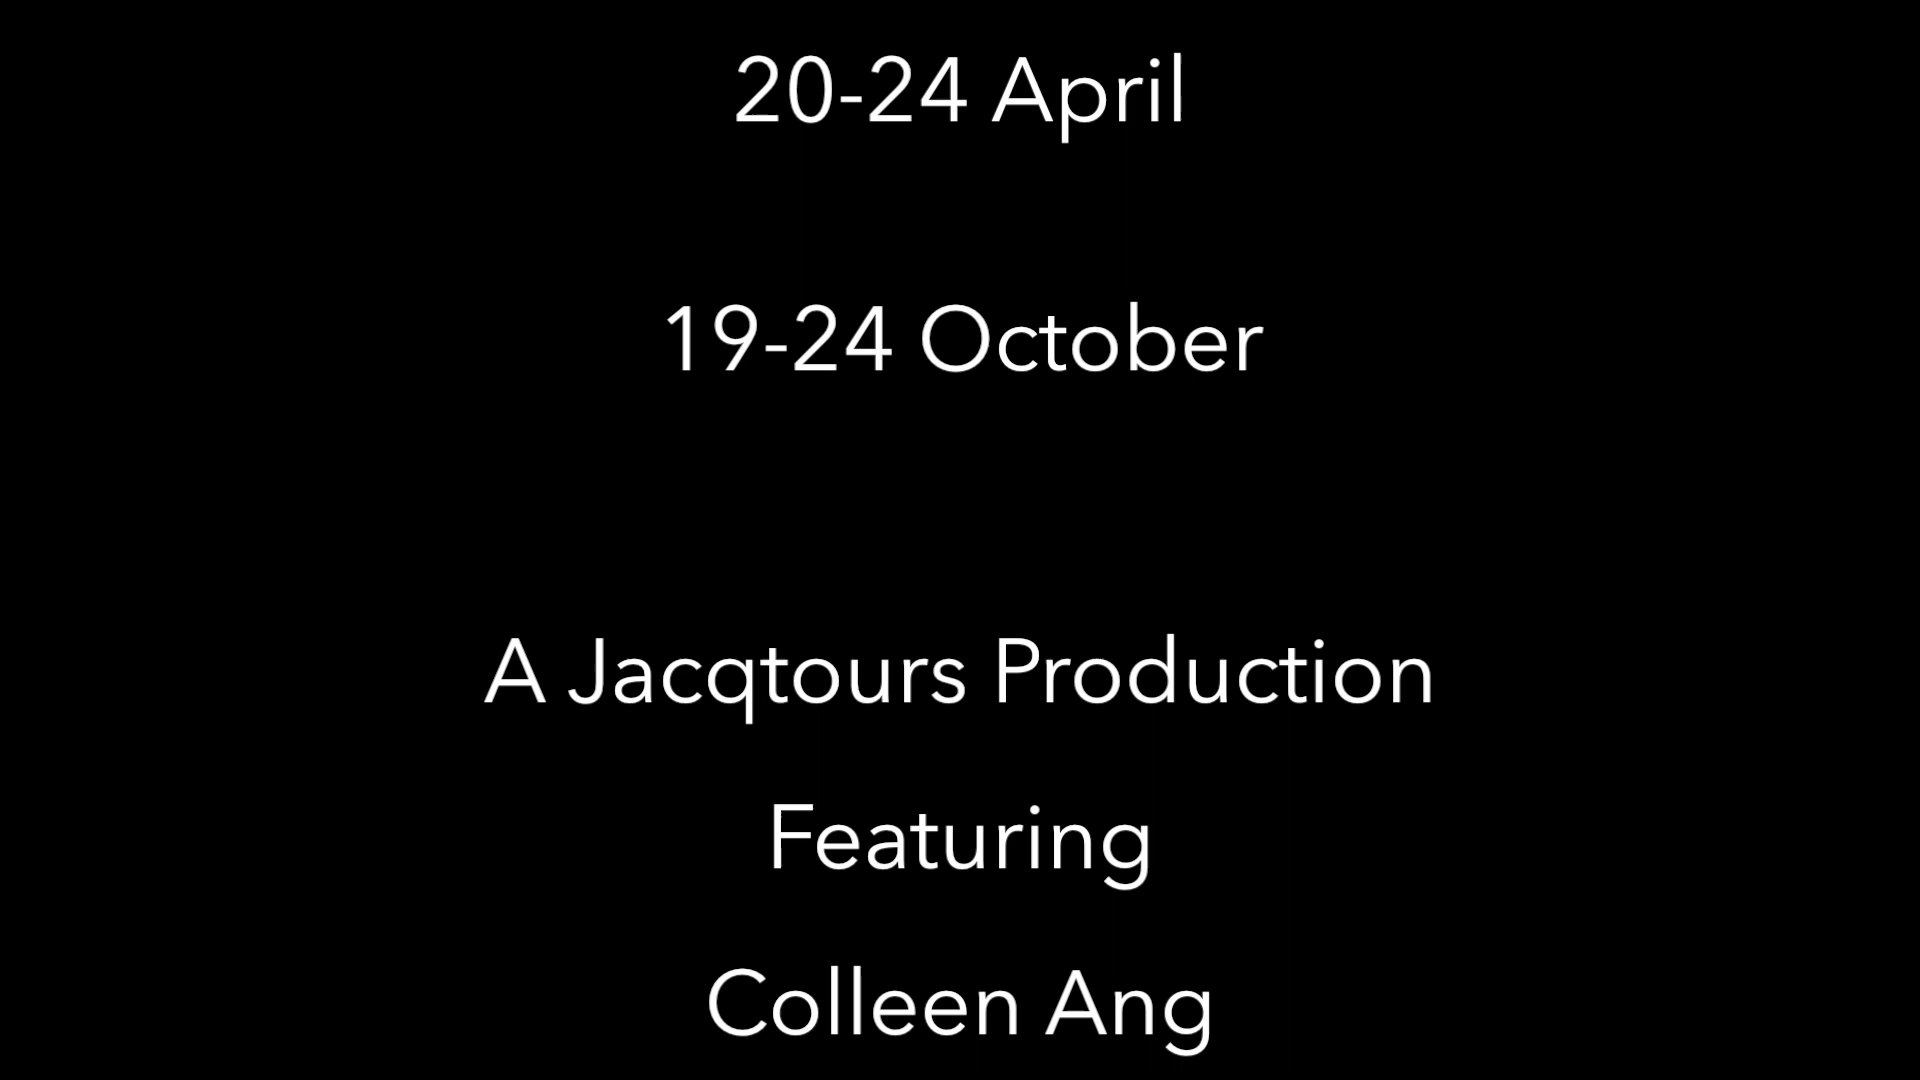 20-24 April
19-24 October
A Jacqtours Production
Featuring
Colleen Ang